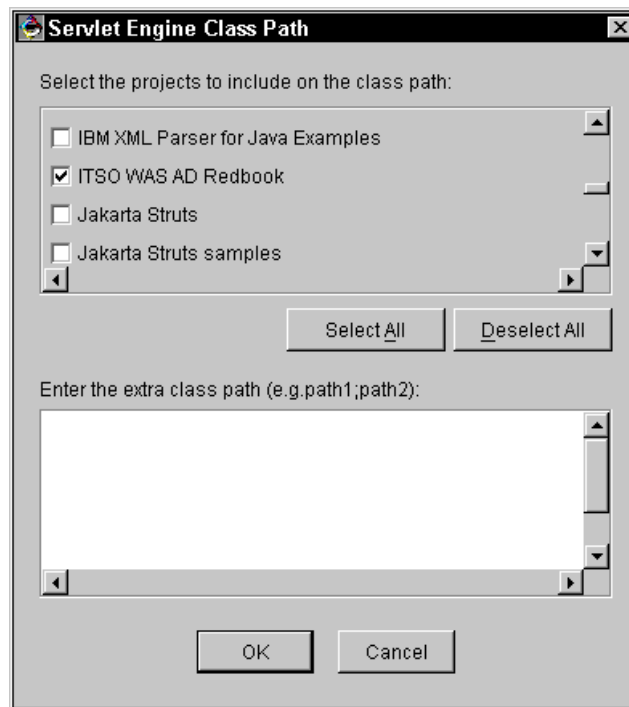 Servlet Engine Class Path
Select the projects to include on the class path:
IBM XML Parser for Java Examples
ITSO WAS AD Redbook
Jakarta Struts
Jakarta Struts samples
Select All Deselect All
Enter the extra class path (e.g.path1;path2):
OK Cancel